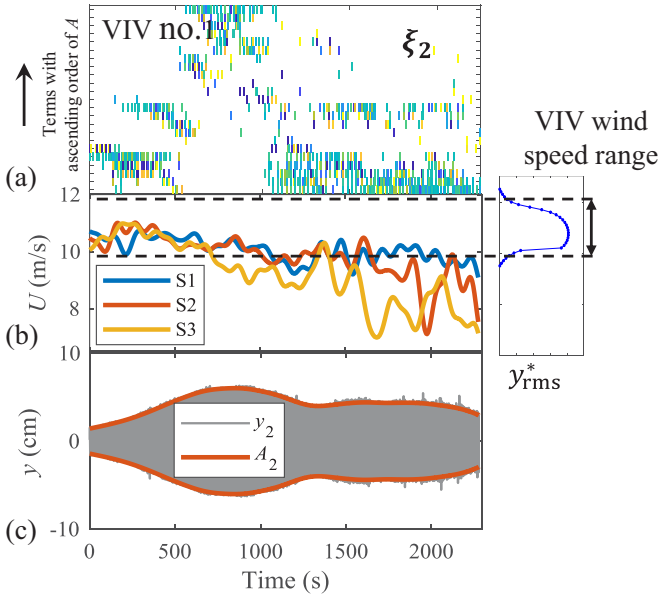 VIV no.1
ξ₂
Terms with
ascending order of A
(a)
VIV wind
speed range
12
10
8
6
U (m/s)
S1
S2
S3
(b)
y*rms
10
0
-10
y (cm)
y₂
A₂
(c)
0
500
1000
1500
2000
Time (s)